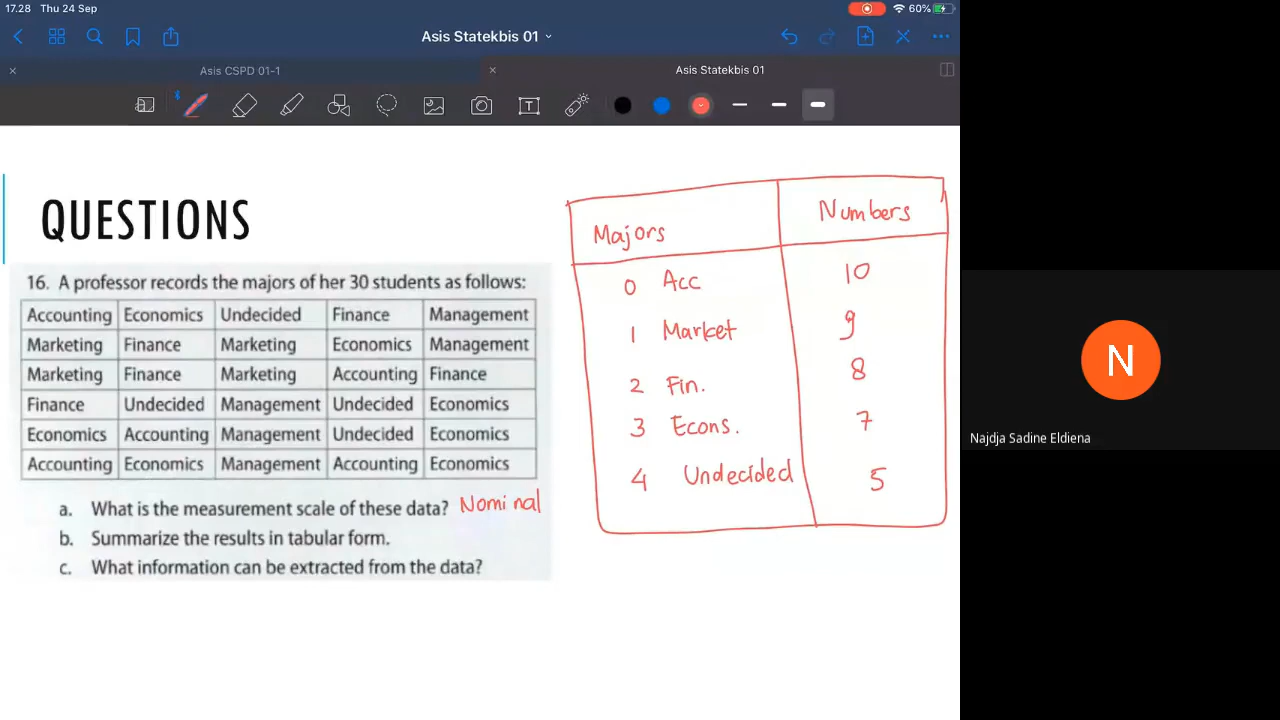 17.28 Thu 24 Sep
60%
Asis Statekbis 01
Asis CSPD 01-1
Asis Statekbis 01
T
QUESTIONS
16. A professor records the majors of her 30 students as follows:
Accounting Economics Undecided Finance Management
Marketing Finance Marketing Economics Management
Marketing Finance Marketing Accounting Finance
Finance Undecided Management Undecided Economics
Economics Accounting Management Undecided Economics
Accounting Economics Management Accounting Economics
a. What is the measurement scale of these data? Nominal
b. Summarize the results in tabular form.
c. What information can be extracted from the data?
Majors Numbers
0 Acc 10
1 Market 9
2 Fin. 8
3 Econs. 7
4 Undecided 5
N
Najdja Sadine Eldiena